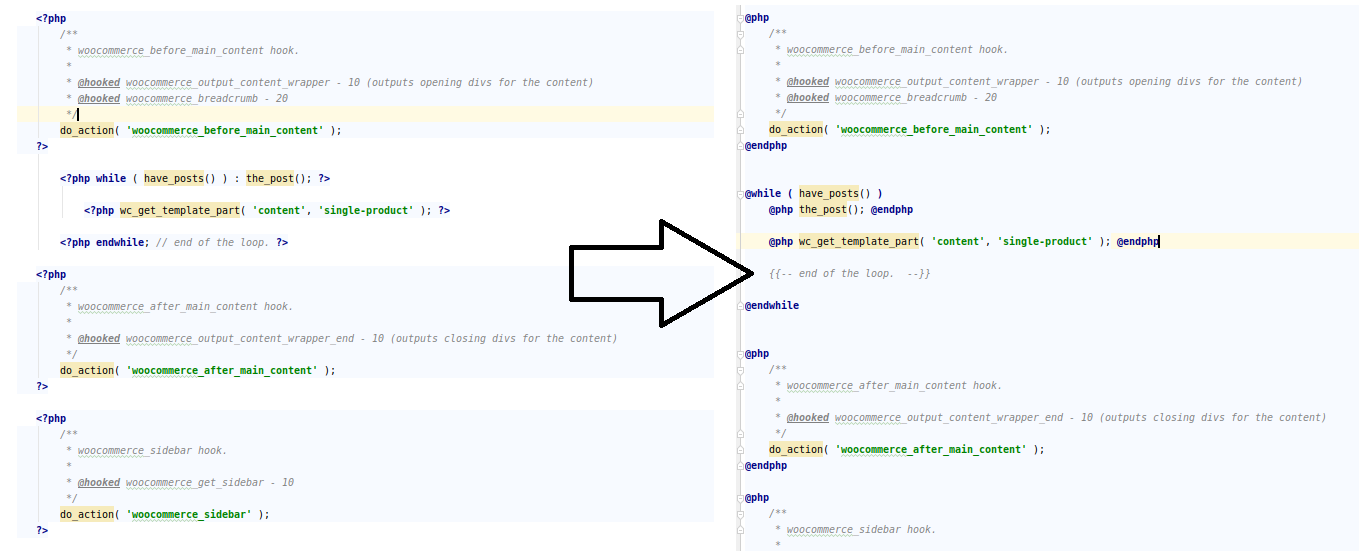 <?php
/**
* woocommerce_before_main_content hook.
*
* @hooked woocommerce_output_content_wrapper - 10 (outputs opening divs for the content)
* @hooked woocommerce_breadcrumb - 20
*/
do_action( 'woocommerce_before_main_content' );
?>
<?php while ( have_posts() ) : the_post(); ?>
<?php wc_get_template_part( 'content', 'single-product' ); ?>
<?php endwhile; // end of the loop. ?>
<?php
/**
* woocommerce_after_main_content hook.
*
* @hooked woocommerce_output_content_wrapper_end - 10 (outputs closing divs for the content)
*/
do_action( 'woocommerce_after_main_content' );
?>
<?php
/**
* woocommerce_sidebar hook.
*
* @hooked woocommerce_get_sidebar - 10
*/
do_action( 'woocommerce_sidebar' );
?>
@php
/**
* woocommerce_before_main_content hook.
*
* @hooked woocommerce_output_content_wrapper - 10 (outputs opening divs for the content)
* @hooked woocommerce_breadcrumb - 20
*/
do_action( 'woocommerce_before_main_content' );
@endphp
@while ( have_posts() )
@php the_post(); @endphp
@php wc_get_template_part( 'content', 'single-product' ); @endphp
{{-- end of the loop.  --}}
@endwhile
@php
/**
* woocommerce_after_main_content hook.
*
* @hooked woocommerce_output_content_wrapper_end - 10 (outputs closing divs for the content)
*/
do_action( 'woocommerce_after_main_content' );
@endphp
@php
/**
* woocommerce_sidebar hook.
*